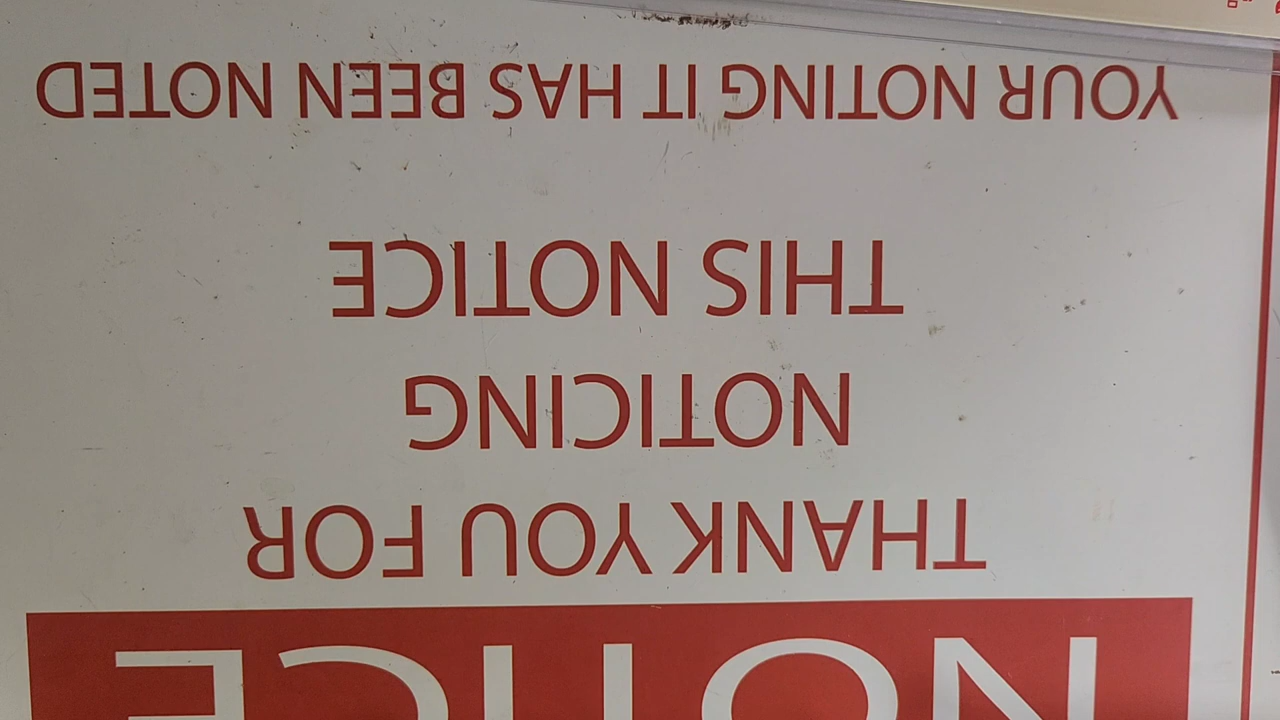 NOTICE
THANK YOU FOR
NOTICING
THIS NOTICE
YOUR NOTING IT HAS BEEN NOTED